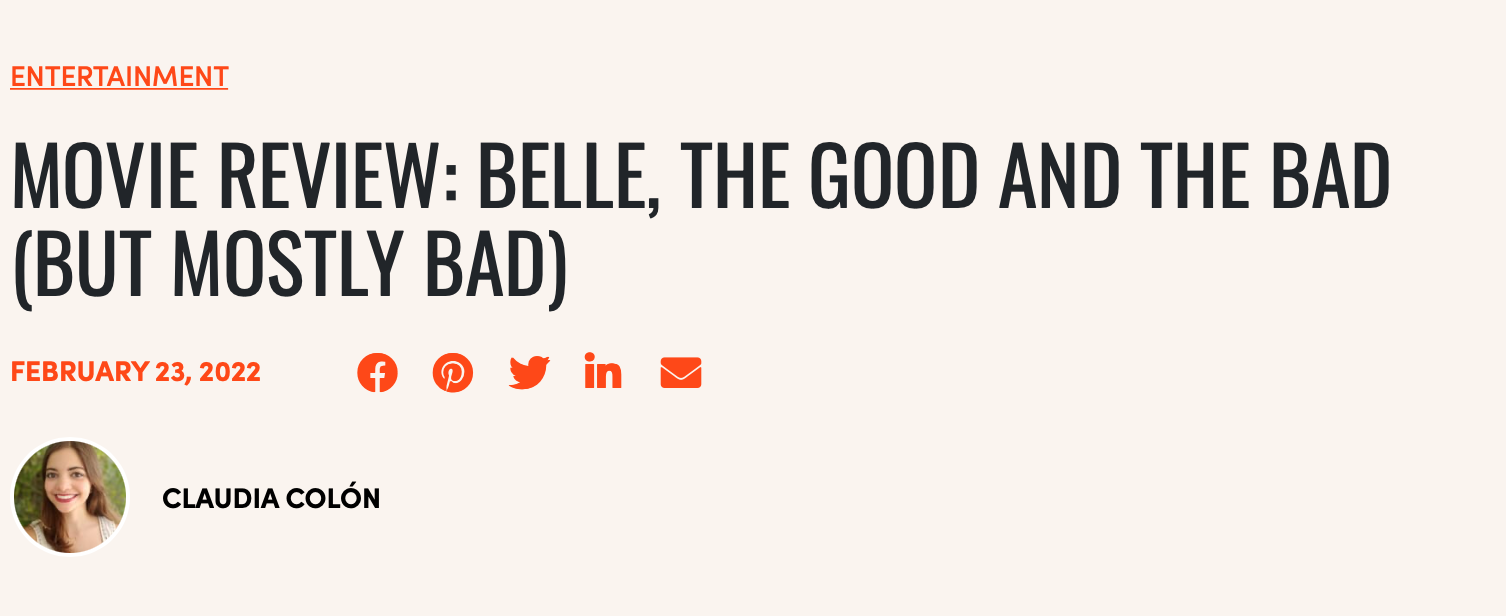 ENTERTAINMENT
MOVIE REVIEW: BELLE, THE GOOD AND THE BAD
(BUT MOSTLY BAD)
FEBRUARY 23, 2022
CLAUDIA COLÓN